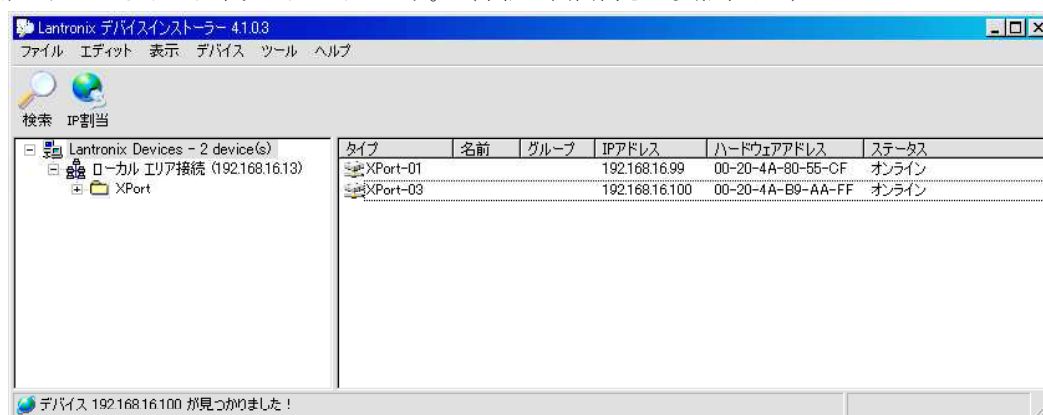 Lantronix デバイスインストーラー 4.1.0.3
ファイル エディット 表示 デバイス ツール ヘルプ
検索 IP割当
Lantronix Devices - 2 device(s)
ローカル エリア接続 (192.168.16.13)
XPort
タイプ 名前 グループ IPアドレス ハードウェアアドレス ステータス
XPort-01 192.168.16.99 00-20-4A-80-55-CF オンライン
XPort-03 192.168.16.100 00-20-4A-B9-AA-FF オンライン
デバイス 192.168.16.100 が見つかりました！